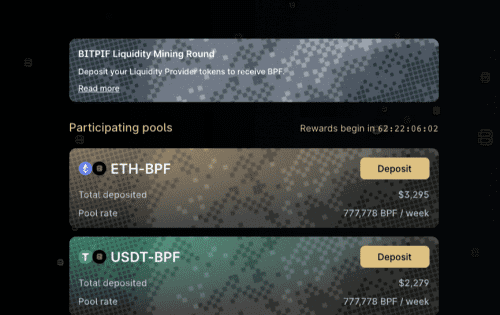 BITPIF Liquidity Mining Round
Deposit your Liquidity Provider tokens to receive BPF.
Read more
Participating pools
Rewards begin in 62:22:06:02
ETH-BPF
Deposit
Total deposited
$3,295
Pool rate
777,778 BPF / week
USDT-BPF
Deposit
Total deposited
$2,279
Pool rate
777,778 BPF / week